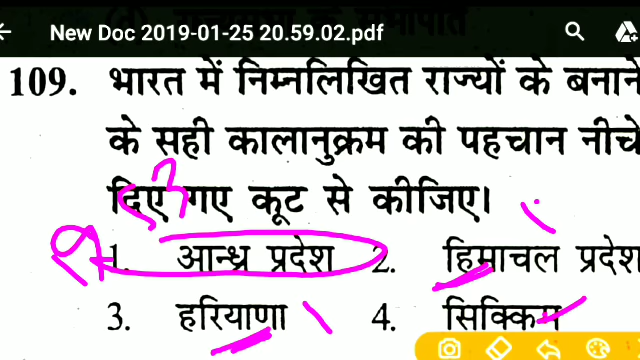 New Doc 2019-01-25 20.59.02.pdf
109. भारत में निम्नलिखित राज्यों के बनाने
के सही कालानुक्रम की पहचान नीचे
दिए गए कूट से कीजिए।
1. आन्ध्र प्रदेश 2. हिमाचल प्रदेश
3. हरियाणा 4. सिक्किम